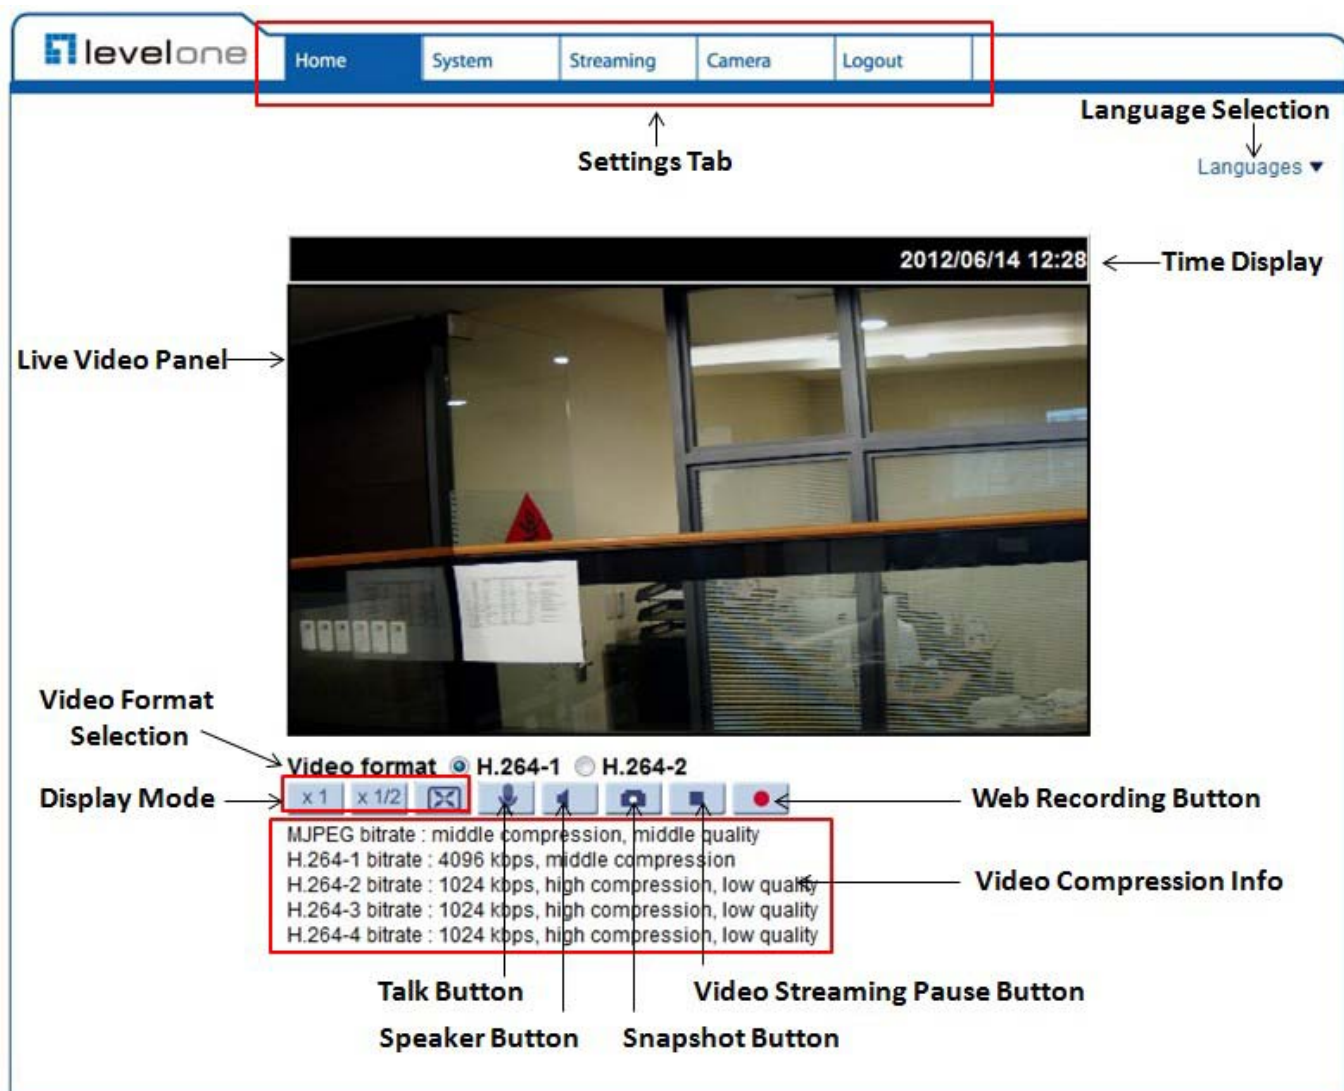 levelone
Home System Streaming Camera Logout
Language Selection
Settings Tab
Languages ▼
2012/06/14 12:28
Time Display
Live Video Panel
Video Format
Selection
Video format H.264-1 H.264-2
Display Mode
x 1 x 1/2
Web Recording Button
MJPEG bitrate : middle compression, middle quality
H.264-1 bitrate : 4096 kbps, middle compression
H.264-2 bitrate : 1024 kbps, high compression, low quality
Video Compression Info
H.264-3 bitrate : 1024 kbps, high compression, low quality
H.264-4 bitrate : 1024 kbps, high compression, low quality
Talk Button
Video Streaming Pause Button
Speaker Button
Snapshot Button